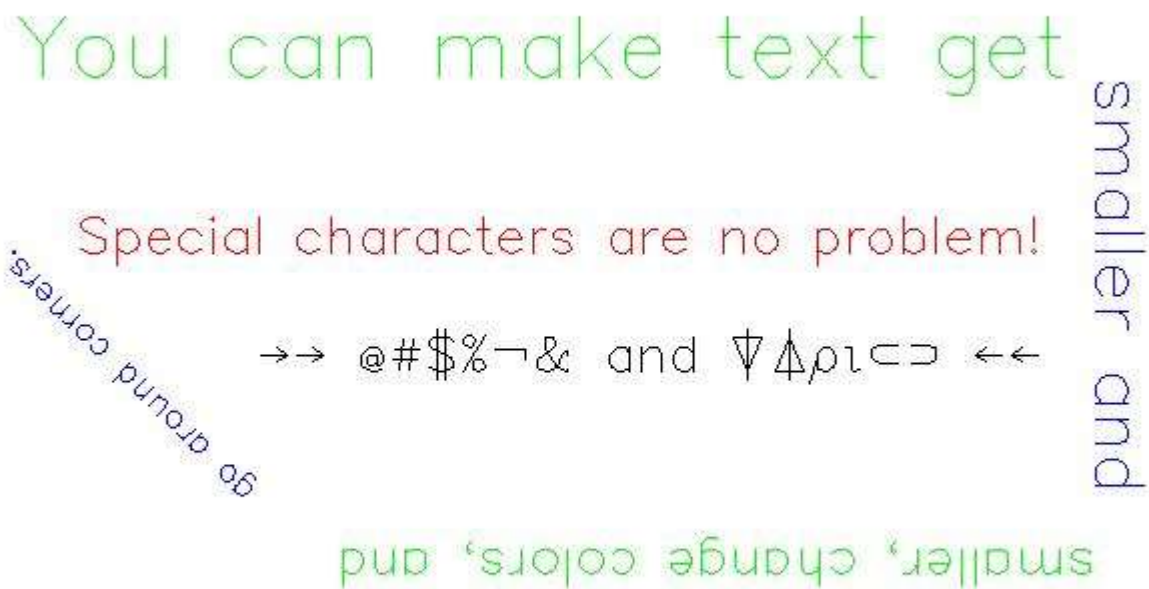 You can make text get
smaller and
smaller, change colors, and
go around corners.
Special characters are no problem!
→→ @#$%¬& and ⍒⍋⍴⍳⊂⊃ ←←